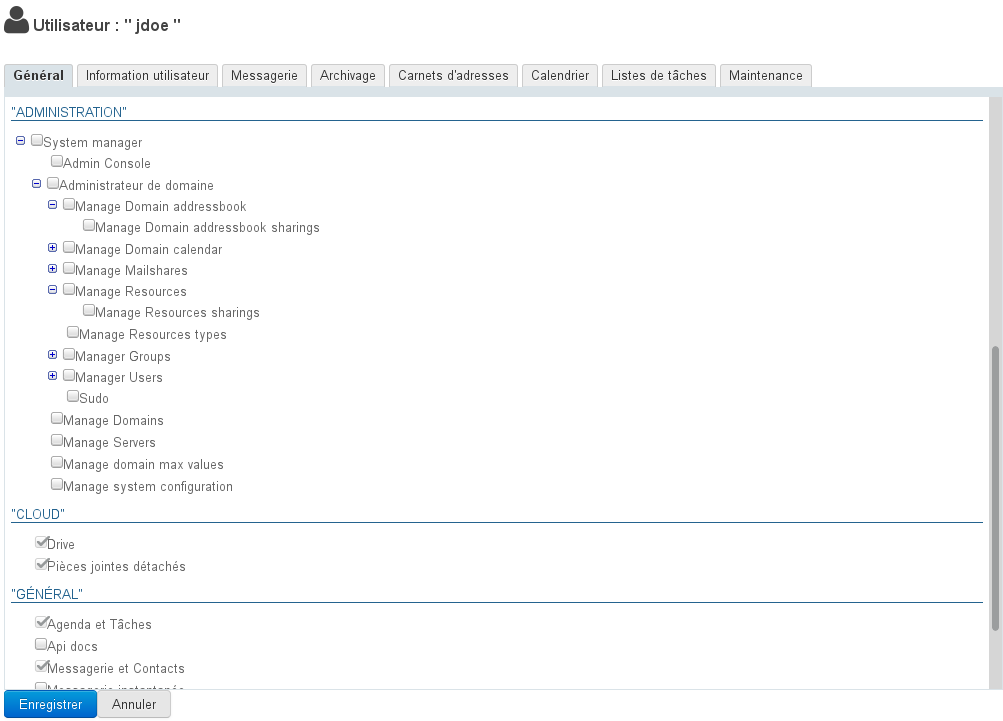 Utilisateur : " jdoe "
Général Information utilisateur Messagerie Archivage Carnets d'adresses Calendrier Listes de tâches Maintenance
"ADMINISTRATION"
System manager
Admin Console
Administrateur de domaine
Manage Domain addressbook
Manage Domain addressbook sharings
Manage Domain calendar
Manage Mailshares
Manage Resources
Manage Resources sharings
Manage Resources types
Manager Groups
Manager Users
Sudo
Manage Domains
Manage Servers
Manage domain max values
Manage system configuration
"CLOUD"
Drive
Pièces jointes détachés
"GÉNÉRAL"
Agenda et Tâches
Api docs
Messagerie et Contacts
Messagerie instantanée
Enregistrer Annuler